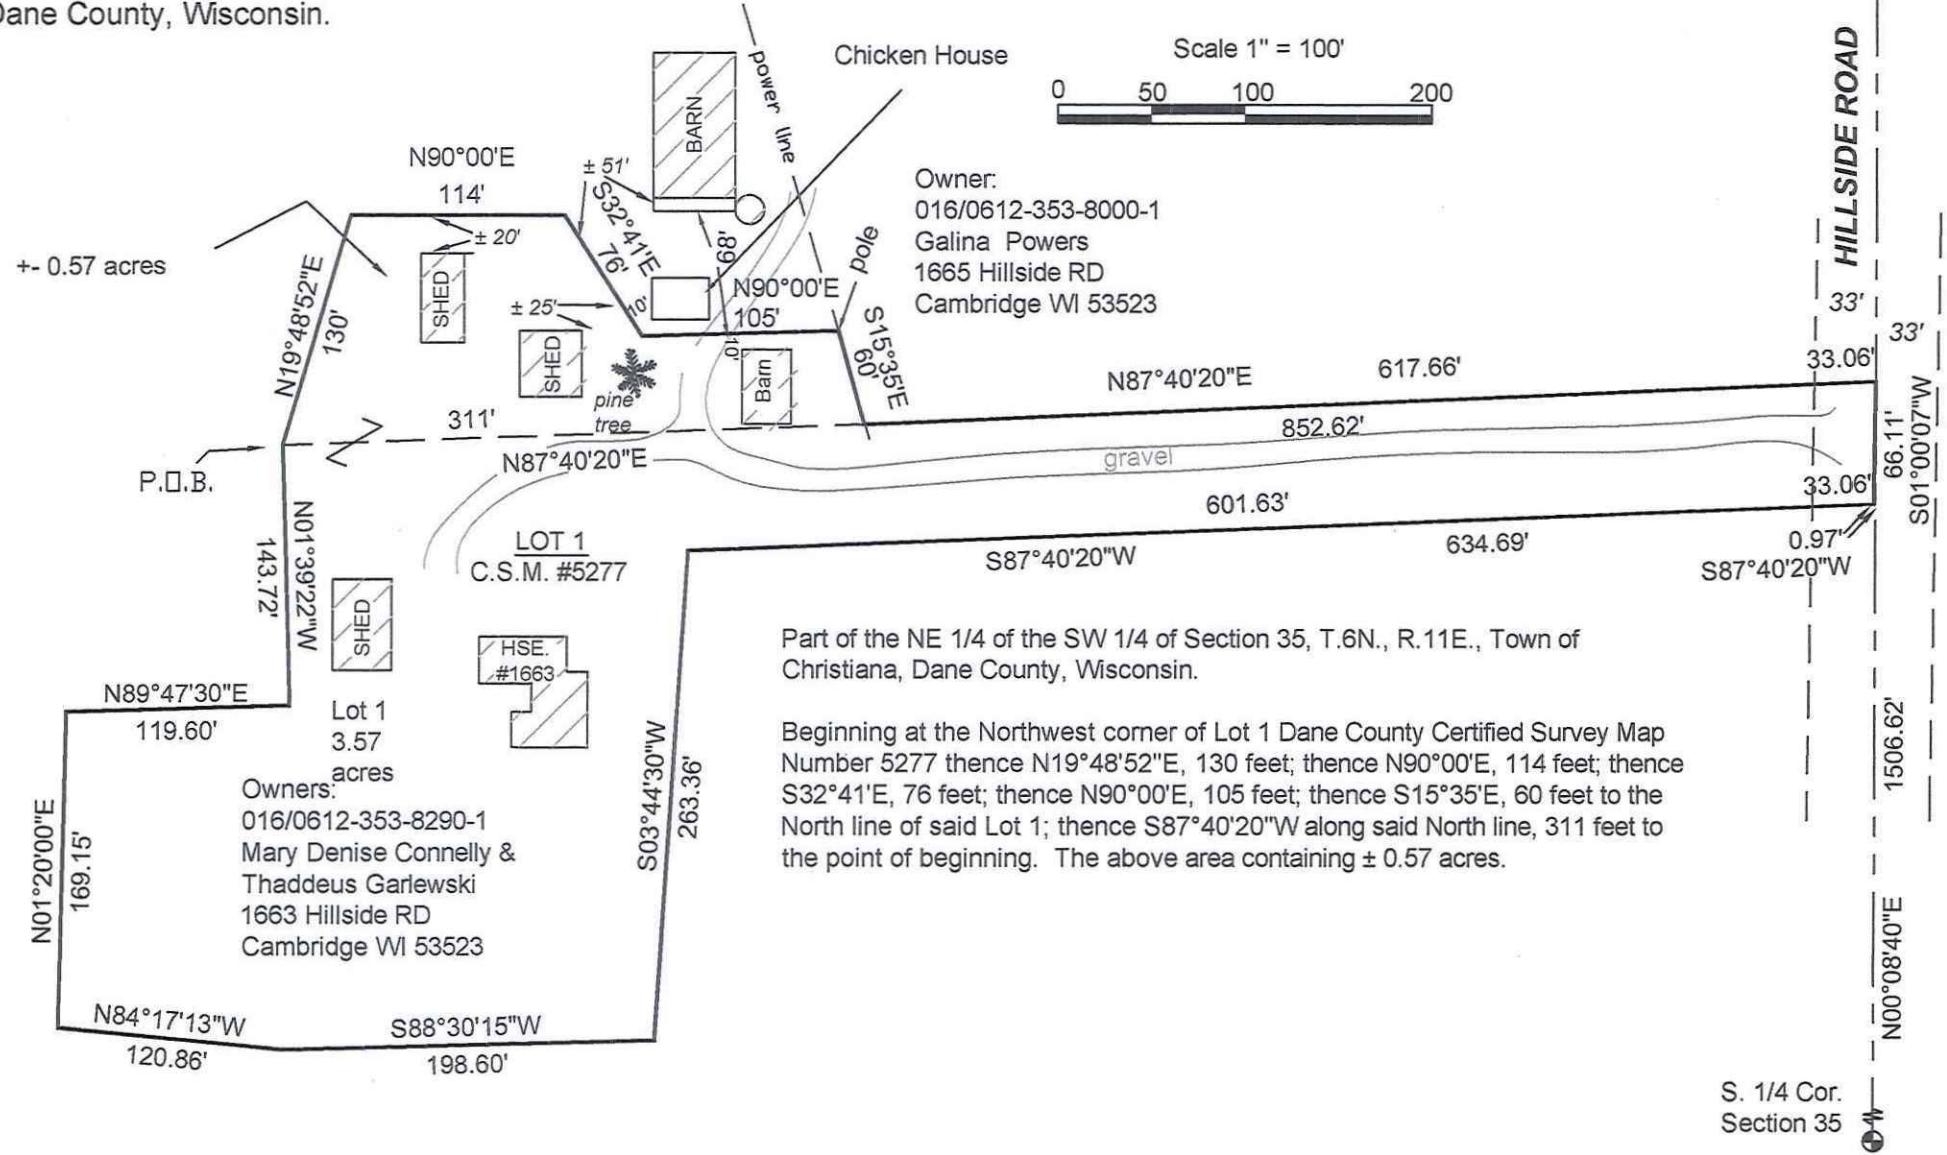 Dane County, Wisconsin.
Chicken House
Scale 1" = 100'
0 50 100 200
HILLSIDE ROAD
power line
BARN
N90°00'E
114'
± 51'
S32°41'E
76'
± 20'
68'
pole
Owner:
016/0612-353-8000-1
Galina Powers
1665 Hillside RD
Cambridge WI 53523
+- 0.57 acres
N19°48'52"E
130'
SHED
± 25'
10'
N90°00'E
105'
S15°35'E
60'
33'
33'
33.06'
SHED
pine
tree
10'
Barn
N87°40'20"E
617.66'
311'
852.62'
66.11'
S01°00'07"W
P.O.B.
N87°40'20"E
gravel
33.06'
601.63'
634.69'
S87°40'20"W
0.97'
S87°40'20"W
N01°39'22"W
143.72'
LOT 1
C.S.M. #5277
SHED
HSE.
#1663
N89°47'30"E
119.60'
Lot 1
3.57
acres
Owners:
016/0612-353-8290-1
Mary Denise Connelly &
Thaddeus Garlewski
1663 Hillside RD
Cambridge WI 53523
N01°20'00"E
169.15'
S03°44'30"W
263.36'
N84°17'13"W
120.86'
S88°30'15"W
198.60'
Part of the NE 1/4 of the SW 1/4 of Section 35, T.6N., R.11E., Town of
Christiana, Dane County, Wisconsin.
Beginning at the Northwest corner of Lot 1 Dane County Certified Survey Map
Number 5277 thence N19°48'52"E, 130 feet; thence N90°00'E, 114 feet; thence
S32°41'E, 76 feet; thence N90°00'E, 105 feet; thence S15°35'E, 60 feet to the
North line of said Lot 1; thence S87°40'20"W along said North line, 311 feet to
the point of beginning. The above area containing ± 0.57 acres.
1506.62'
N00°08'40"E
S. 1/4 Cor.
Section 35